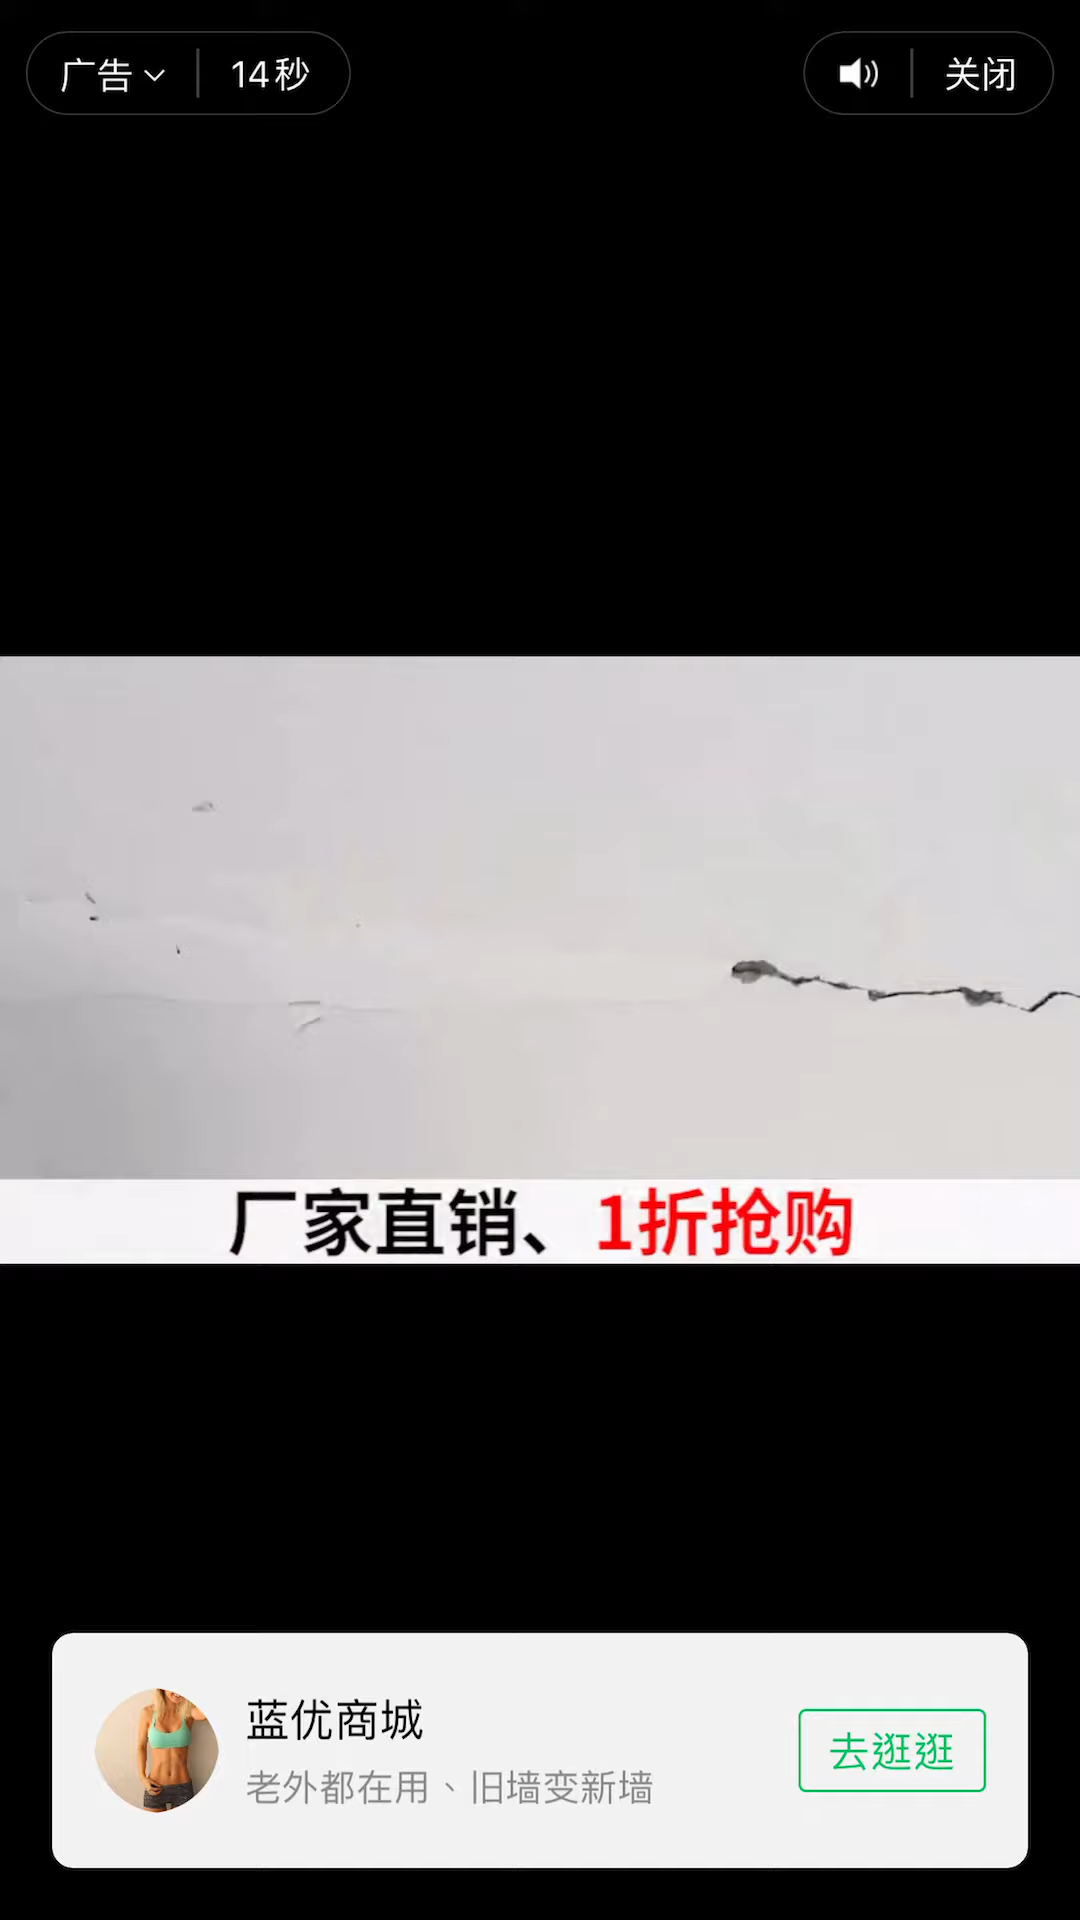 广告
14秒
关闭
厂家直销、1折抢购
蓝优商城
老外都在用、旧墙变新墙
去逛逛